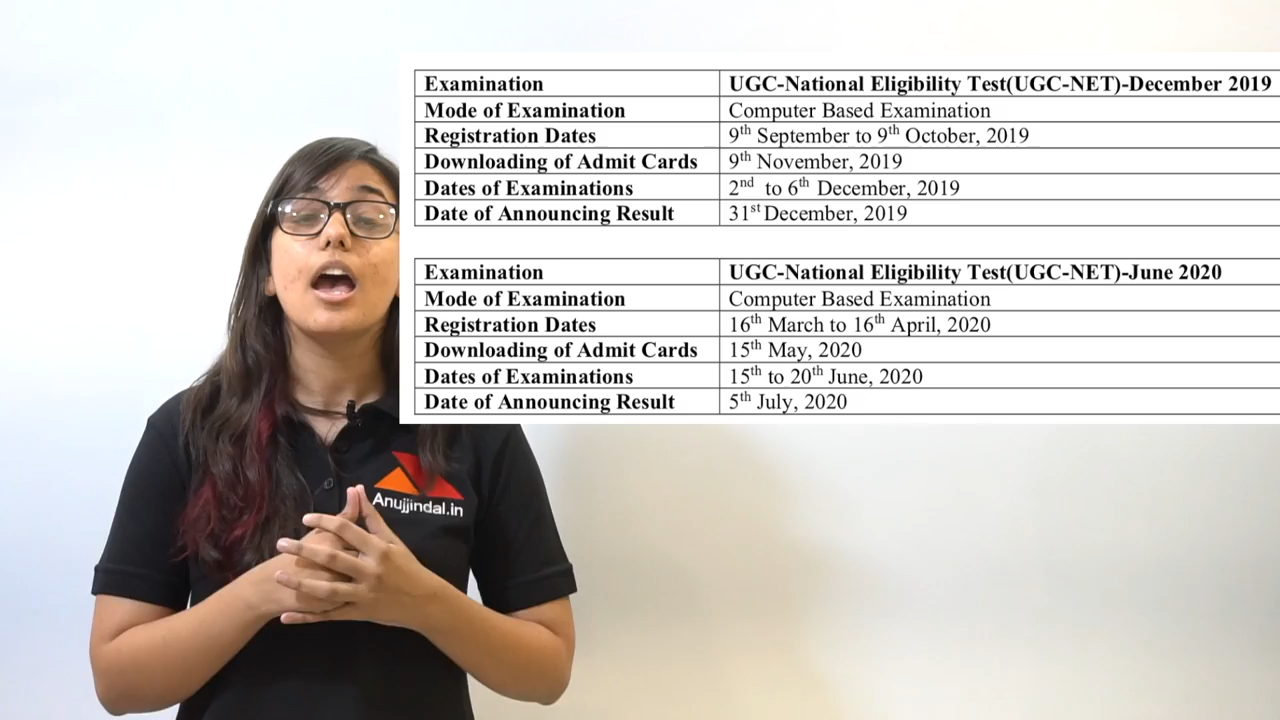 Examination UGC-National Eligibility Test(UGC-NET)-December 2019
Mode of Examination Computer Based Examination
Registration Dates 9th September to 9th October, 2019
Downloading of Admit Cards 9th November, 2019
Dates of Examinations 2nd to 6th December, 2019
Date of Announcing Result 31st December, 2019
Examination UGC-National Eligibility Test(UGC-NET)-June 2020
Mode of Examination Computer Based Examination
Registration Dates 16th March to 16th April, 2020
Downloading of Admit Cards 15th May, 2020
Dates of Examinations 15th to 20th June, 2020
Date of Announcing Result 5th July, 2020
Anujjindal.in